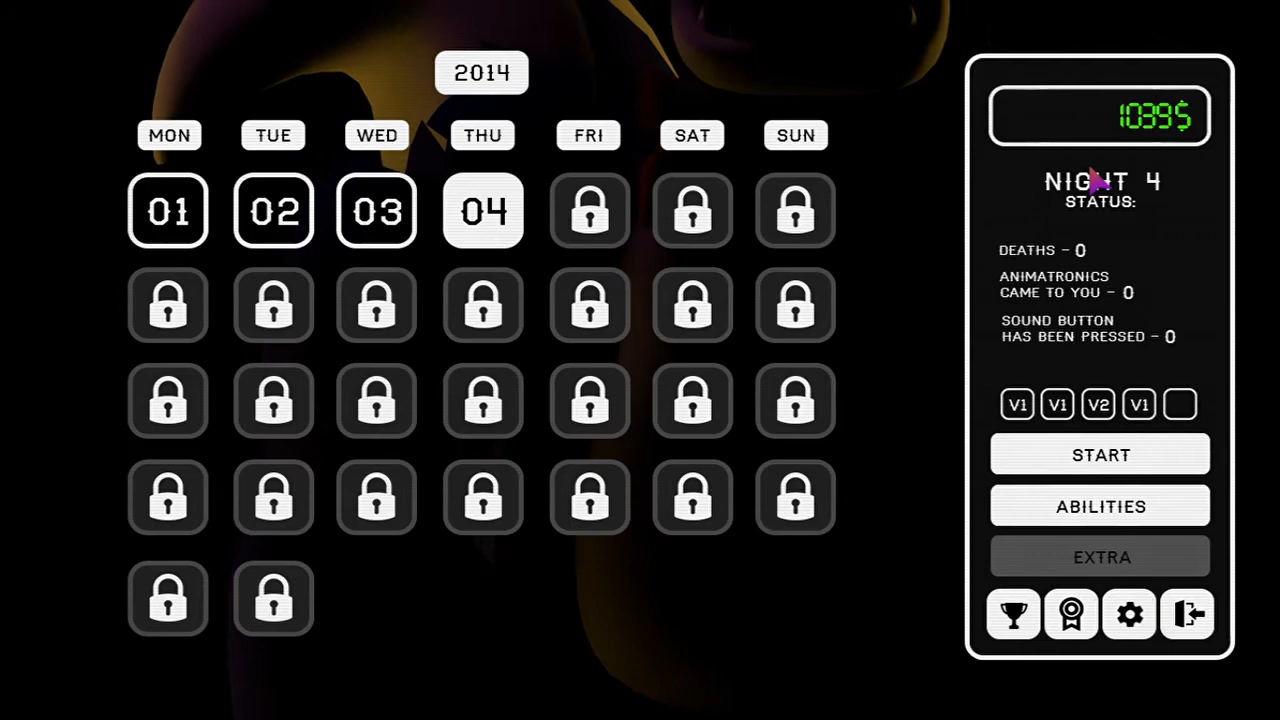 2014
MON TUE WED THU FRI SAT SUN
01 02 03 04
1039$
NIGHT 4
STATUS:
DEATHS - 0
ANIMATRONICS
CAME TO YOU - 0
SOUND BUTTON
HAS BEEN PRESSED - 0
V1 V1 V2 V1
START
ABILITIES
EXTRA